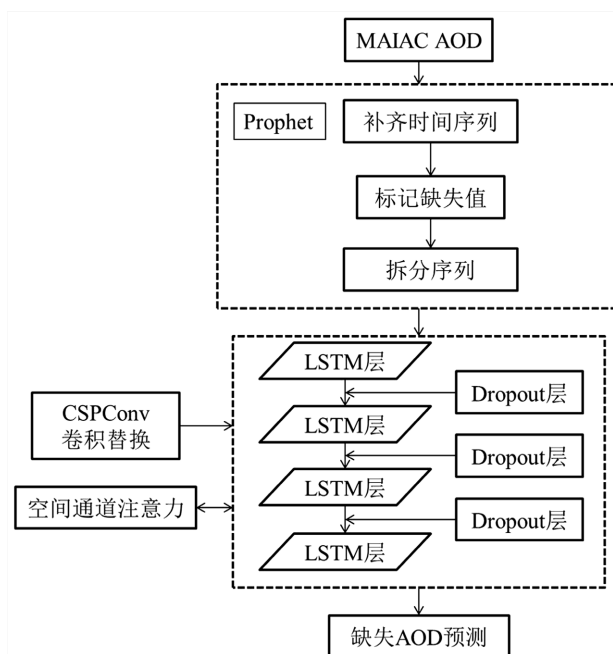 MAIAC AOD
Prophet
补齐时间序列
标记缺失值
拆分序列
LSTM层
Dropout层
CSPConv
卷积替换
LSTM层
Dropout层
空间通道注意力
LSTM层
Dropout层
LSTM层
缺失AOD预测